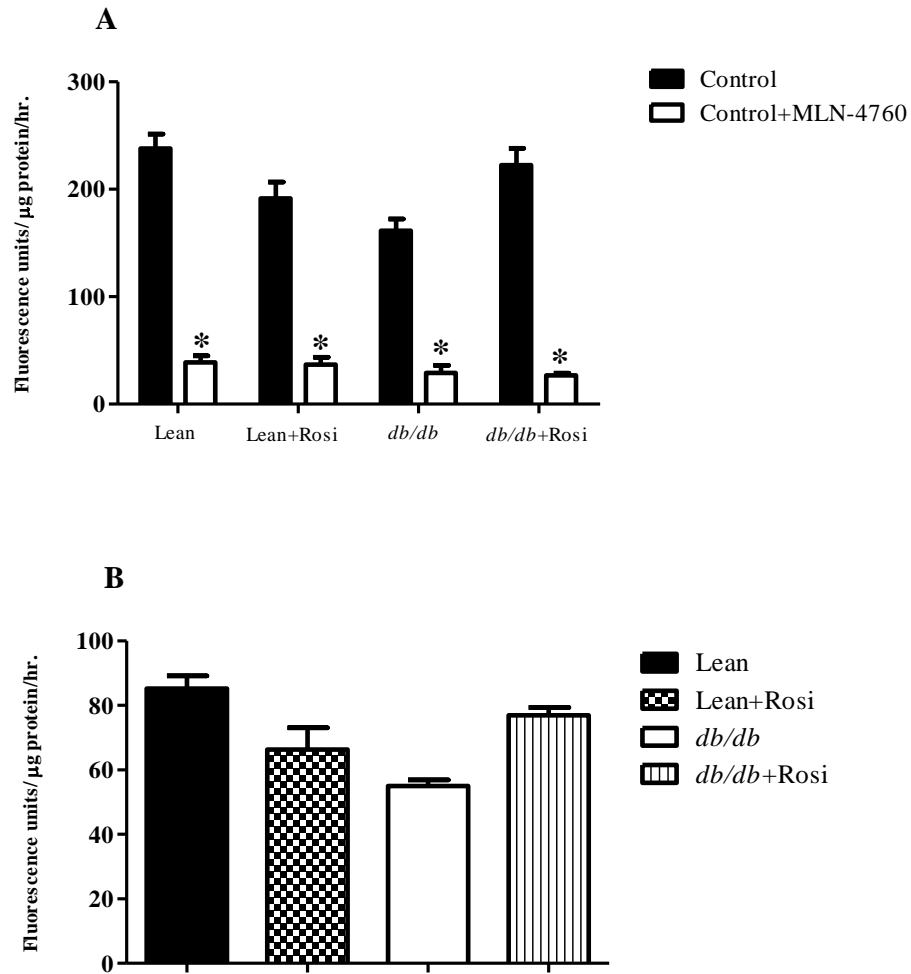 A
Fluorescence units/ µg protein/hr.
300
200
100
0
* * * *
Lean Lean+Rosi db/db db/db+Rosi
Control
Control+MLN-4760
B
Fluorescence units/ µg protein/hr.
100
80
60
40
20
0
Lean
Lean+Rosi
db/db
db/db+Rosi